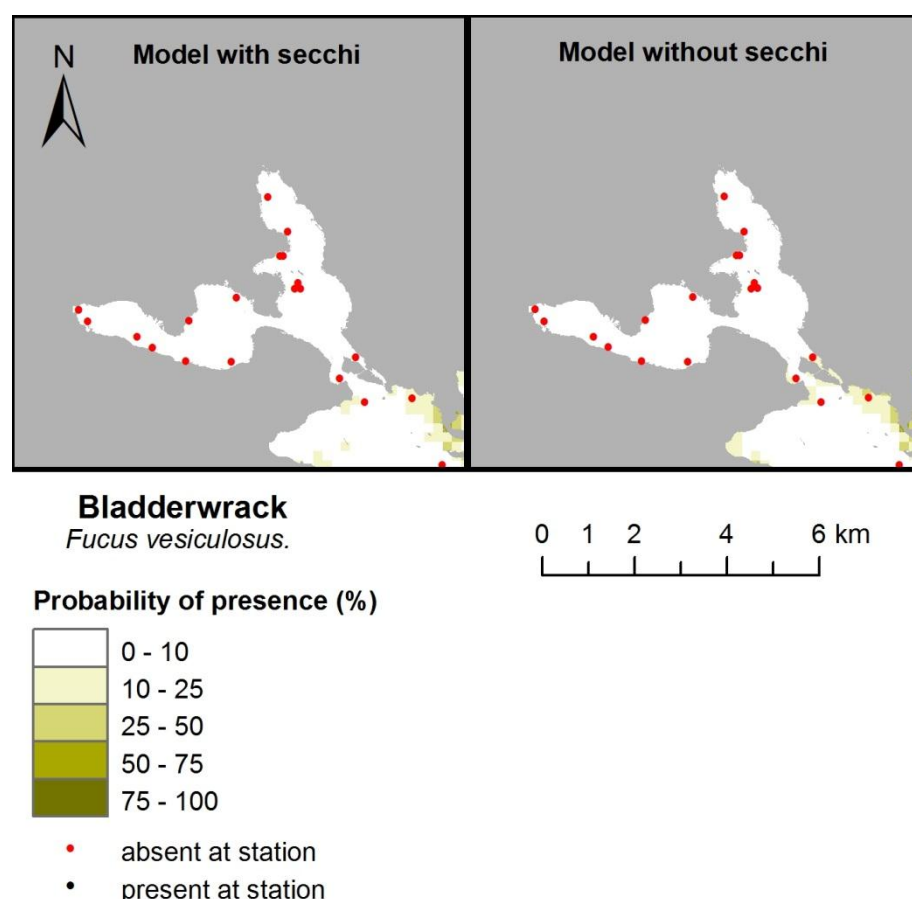 N
Model with secchi
Model without secchi
Bladderwrack
Fucus vesiculosus.
0 1 2 4 6 km
Probability of presence (%)
0 - 10
10 - 25
25 - 50
50 - 75
75 - 100
absent at station
present at station